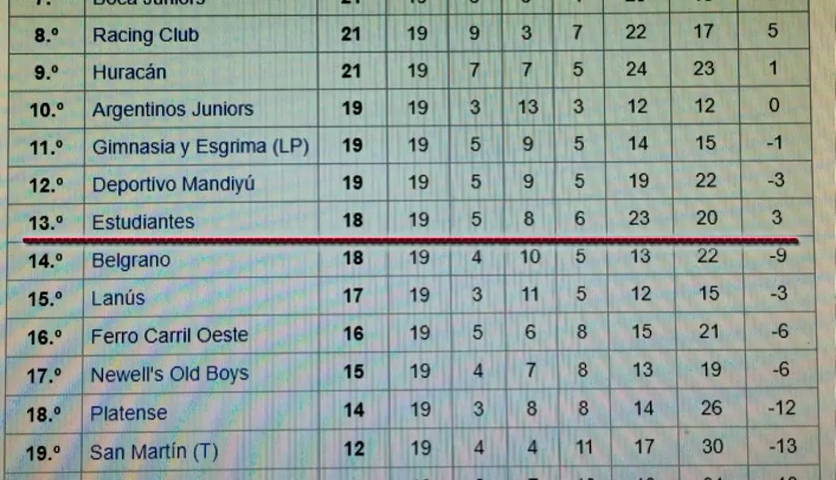 7.º Boca Juniors 21 19
8.º Racing Club 21 19 9 3 7 22 17 5
9.º Huracán 21 19 7 7 5 24 23 1
10.º Argentinos Juniors 19 19 3 13 3 12 12 0
11.º Gimnasia y Esgrima (LP) 19 19 5 9 5 14 15 -1
12.º Deportivo Mandiyú 19 19 5 9 5 19 22 -3
13.º Estudiantes 18 19 5 8 6 23 20 3
14.º Belgrano 18 19 4 10 5 13 22 -9
15.º Lanús 17 19 3 11 5 12 15 -3
16.º Ferro Carril Oeste 16 19 5 6 8 15 21 -6
17.º Newell's Old Boys 15 19 4 7 8 13 19 -6
18.º Platense 14 19 3 8 8 14 26 -12
19.º San Martín (T) 12 19 4 4 11 17 30 -13